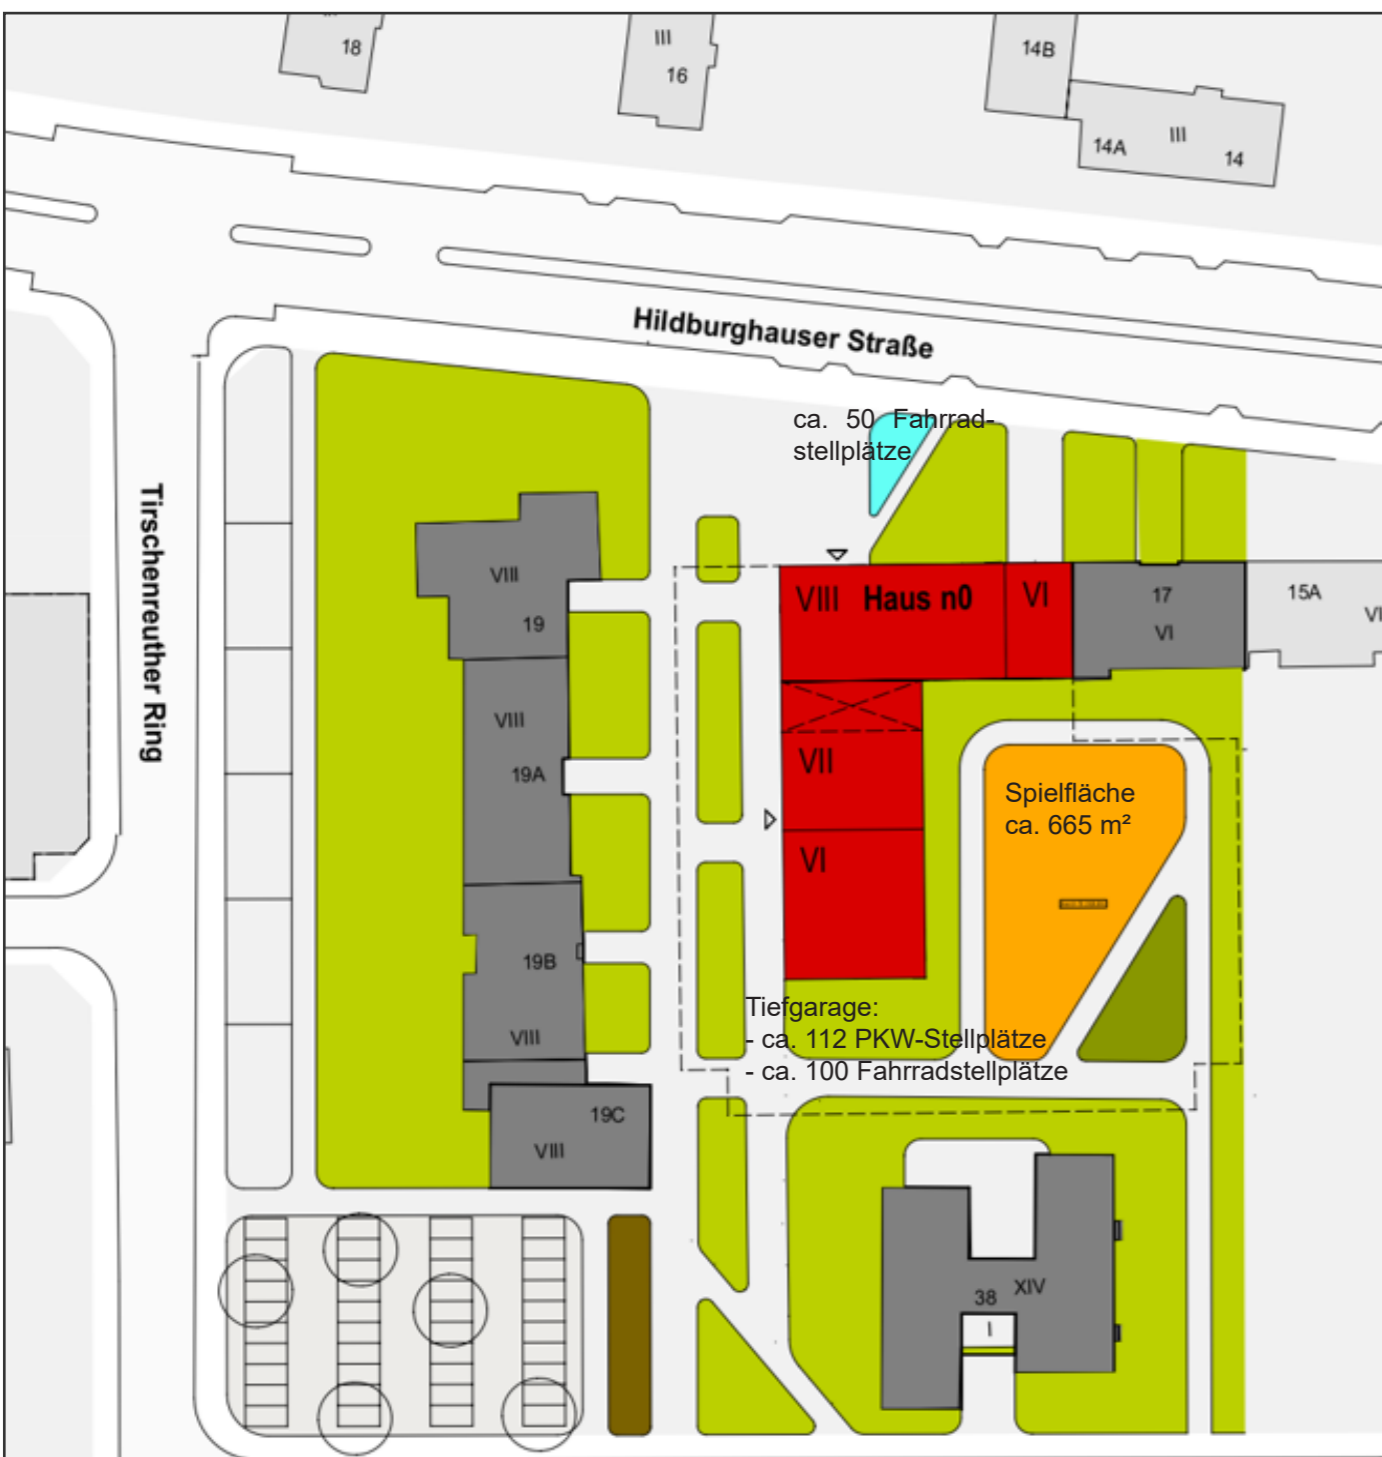 18
III
16
14B
14A
III
14
Hildburghauser Straße
ca. 50 Fahrrad-
stellplätze
Tirschenreuther Ring
VIII
19
VIII Haus n0
VI
17
VI
15A
VI
VIII
19A
VII
VI
Spielfläche
ca. 665 m²
19B
VIII
Tiefgarage:
- ca. 112 PKW-Stellplätze
- ca. 100 Fahrradstellplätze
19C
VIII
38
XIV
I